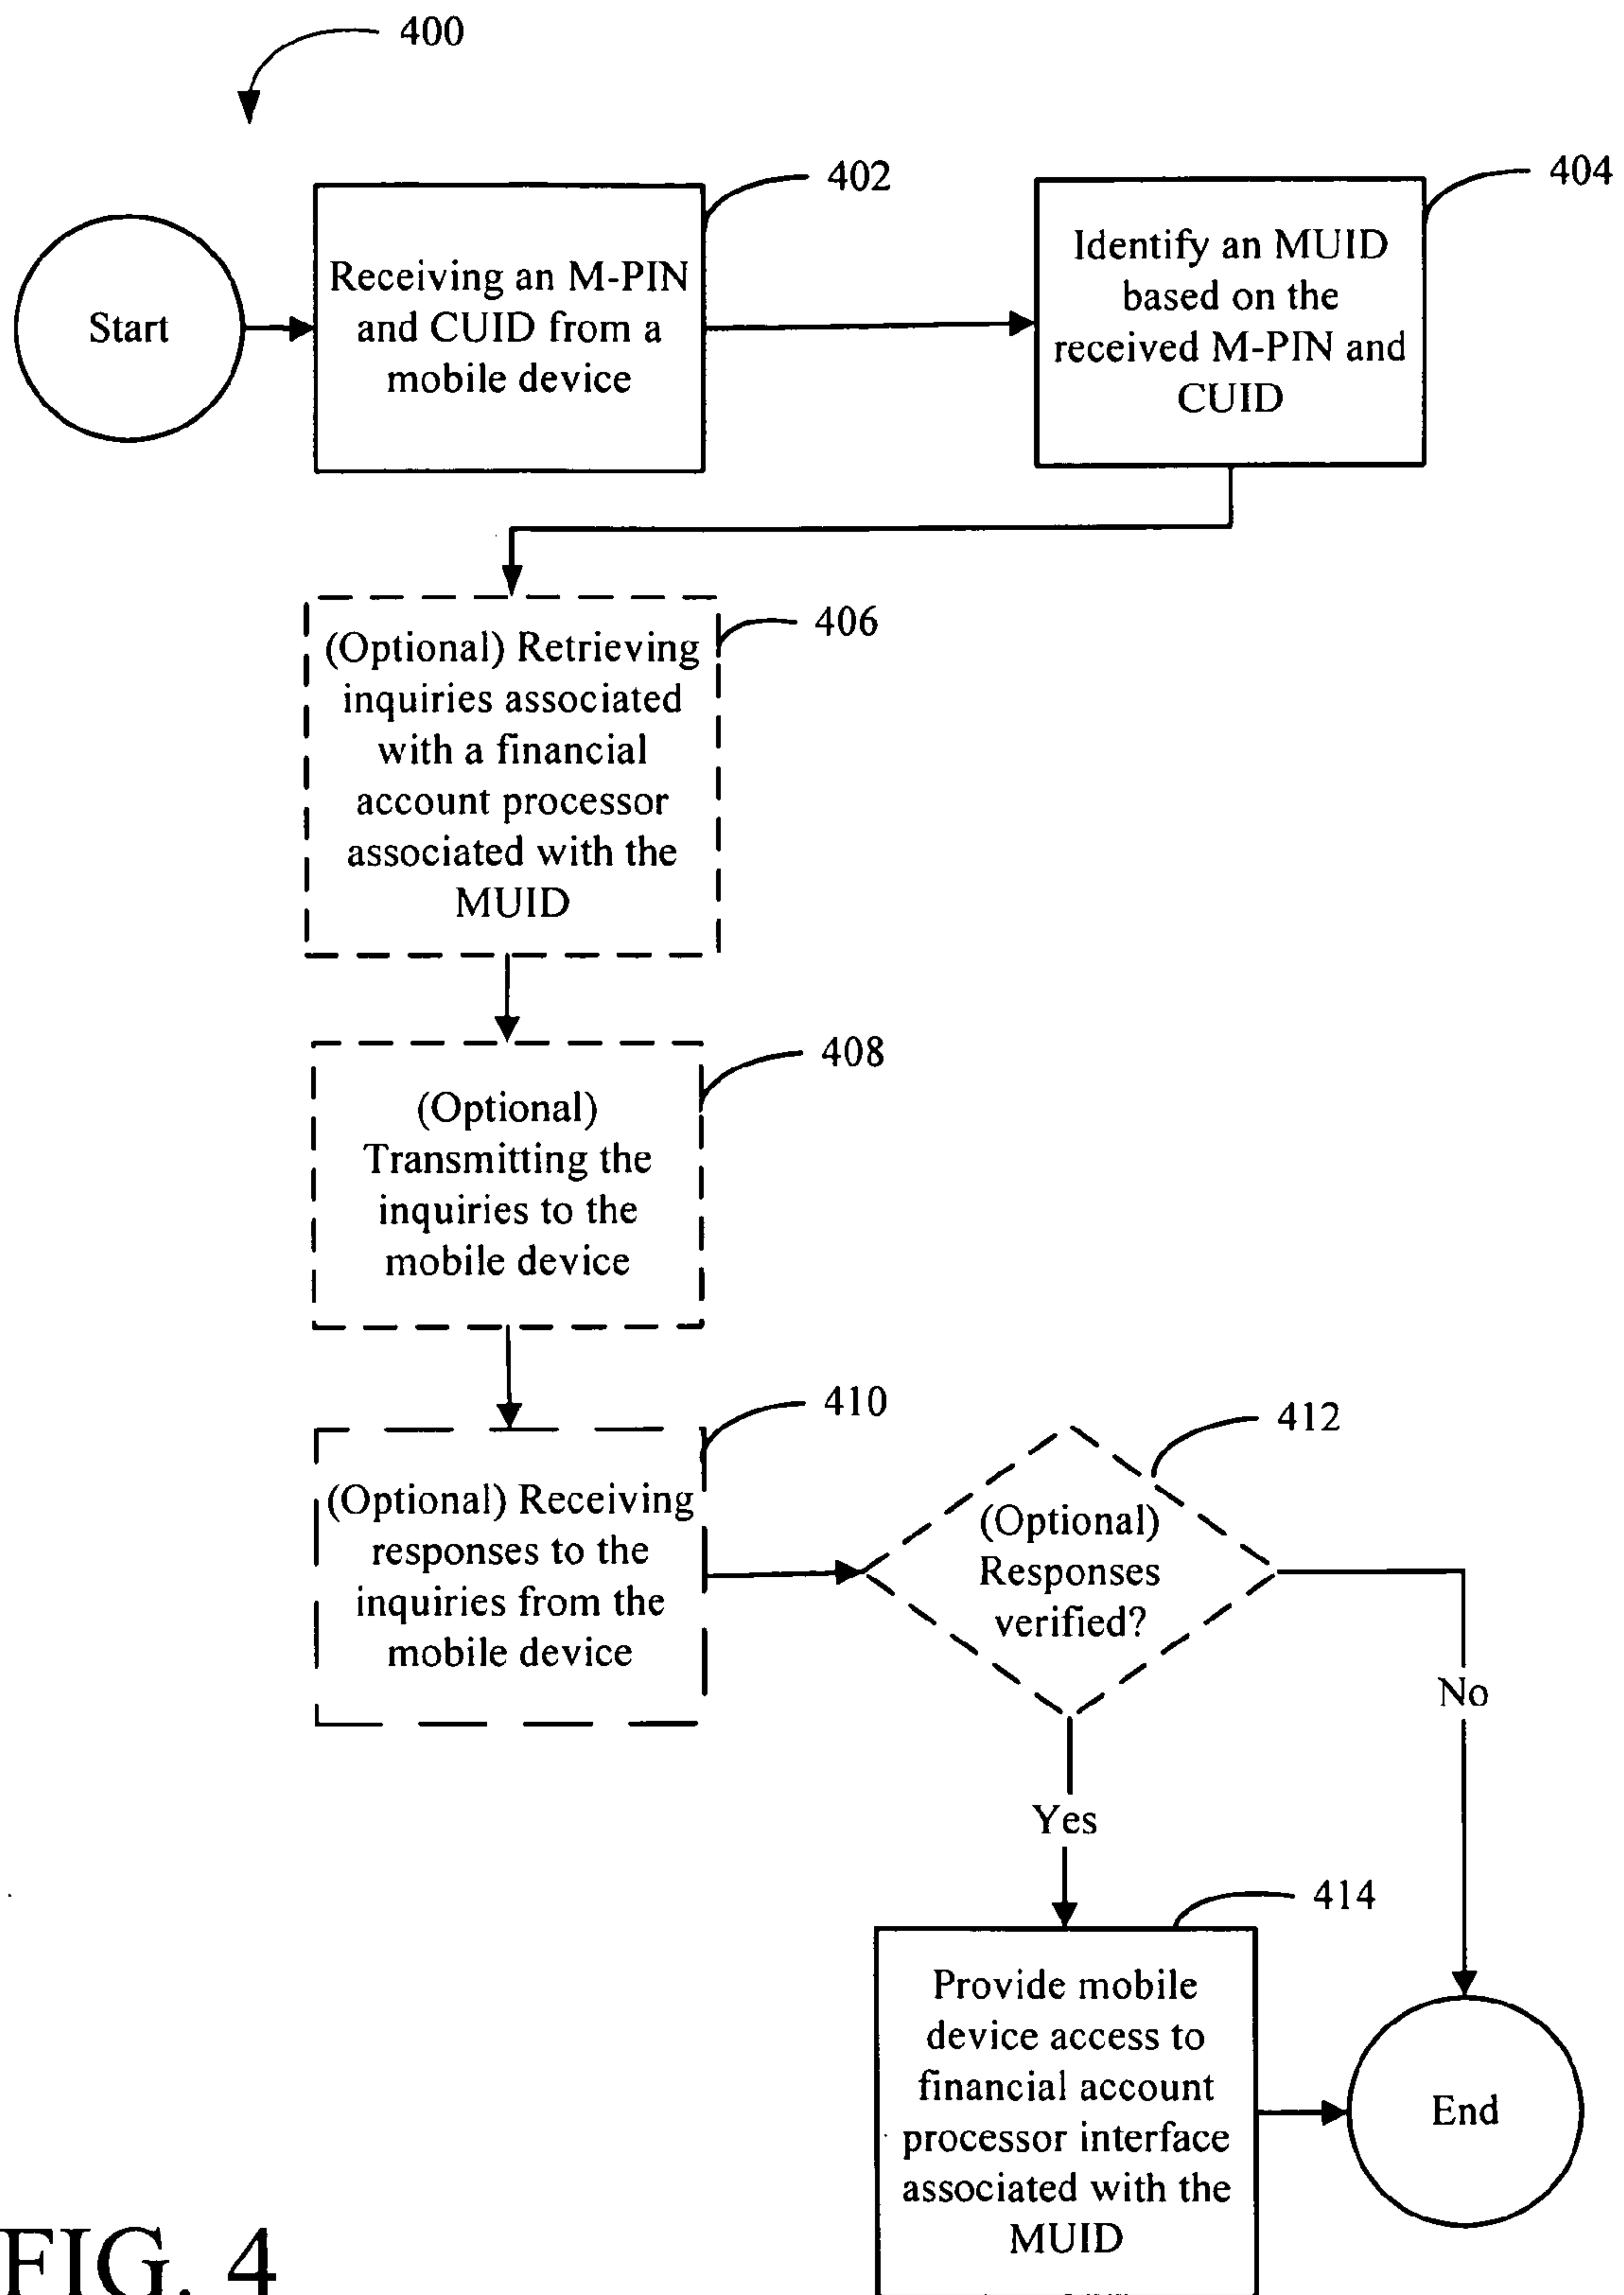 400
402
404
Start
Receiving an M-PIN
and CUID from a
mobile device
Identify an MUID
based on the
received M-PIN and
CUID
406
(Optional) Retrieving
inquiries associated
with a financial
account processor
associated with the
MUID
408
(Optional)
Transmitting the
inquiries to the
mobile device
410
(Optional) Receiving
responses to the
inquiries from the
mobile device
412
(Optional)
Responses
verified?
No
Yes
414
Provide mobile
device access to
financial account
processor interface
associated with the
MUID
End
FIG. 4